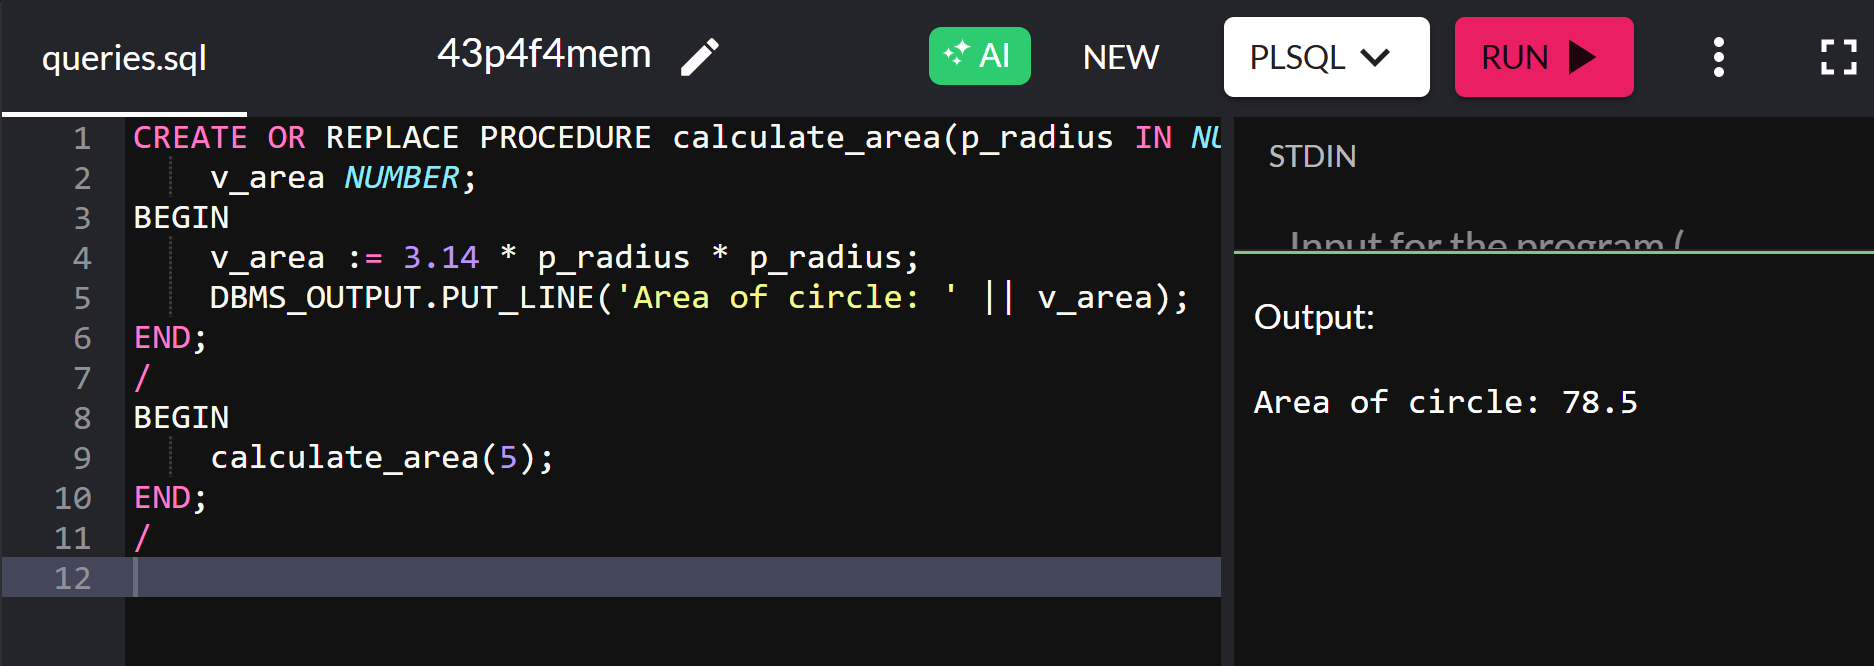 queries.sql 43p4f4mem AI NEW PLSQL RUN
1 CREATE OR REPLACE PROCEDURE calculate_area(p_radius IN NU
2 v_area NUMBER;
3 BEGIN
4 v_area := 3.14 * p_radius * p_radius;
5 DBMS_OUTPUT.PUT_LINE('Area of circle: ' || v_area);
6 END;
7 /
8 BEGIN
9 calculate_area(5);
10 END;
11 /
12
STDIN
Input for the program (
Output:
Area of circle: 78.5